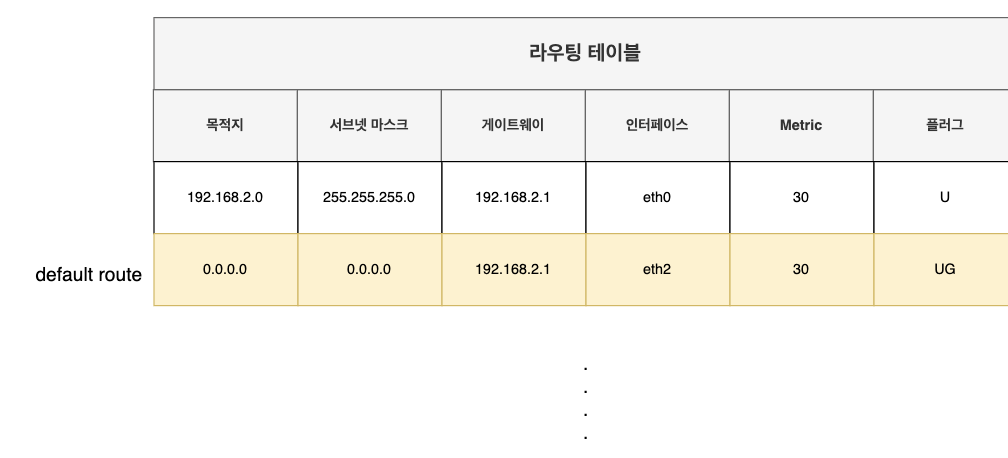 라우팅 테이블
목적지 서브넷 마스크 게이트웨이 인터페이스 Metric 플러그
192.168.2.0 255.255.255.0 192.168.2.1 eth0 30 U
default route 0.0.0.0 0.0.0.0 192.168.2.1 eth2 30 UG
.
.
.
.